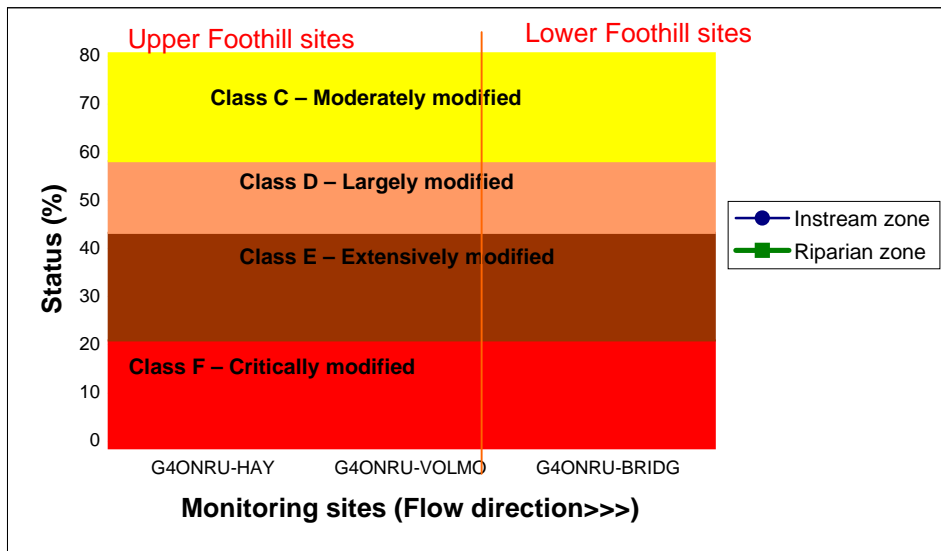 Upper Foothill sites
Lower Foothill sites
80
70
60
50
40
30
20
10
0
Status (%)
Class C – Moderately modified
Class D – Largely modified
Class E – Extensively modified
Class F – Critically modified
Instream zone
Riparian zone
G4ONRU-HAY
G4ONRU-VOLMO
G4ONRU-BRIDG
Monitoring sites (Flow direction>>>)